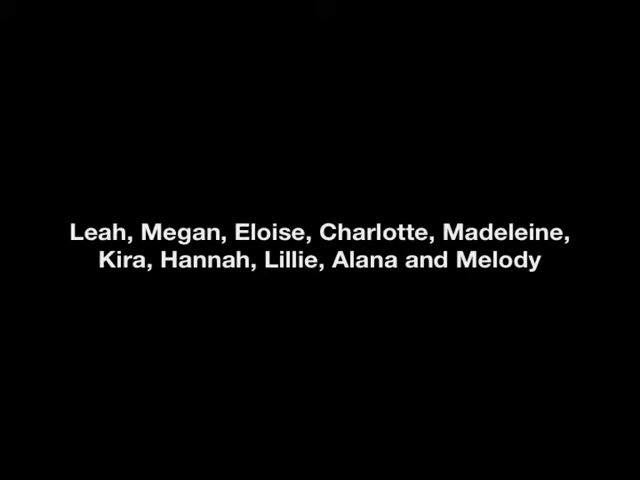 Leah, Megan, Eloise, Charlotte, Madeleine,
Kira, Hannah, Lillie, Alana and Melody